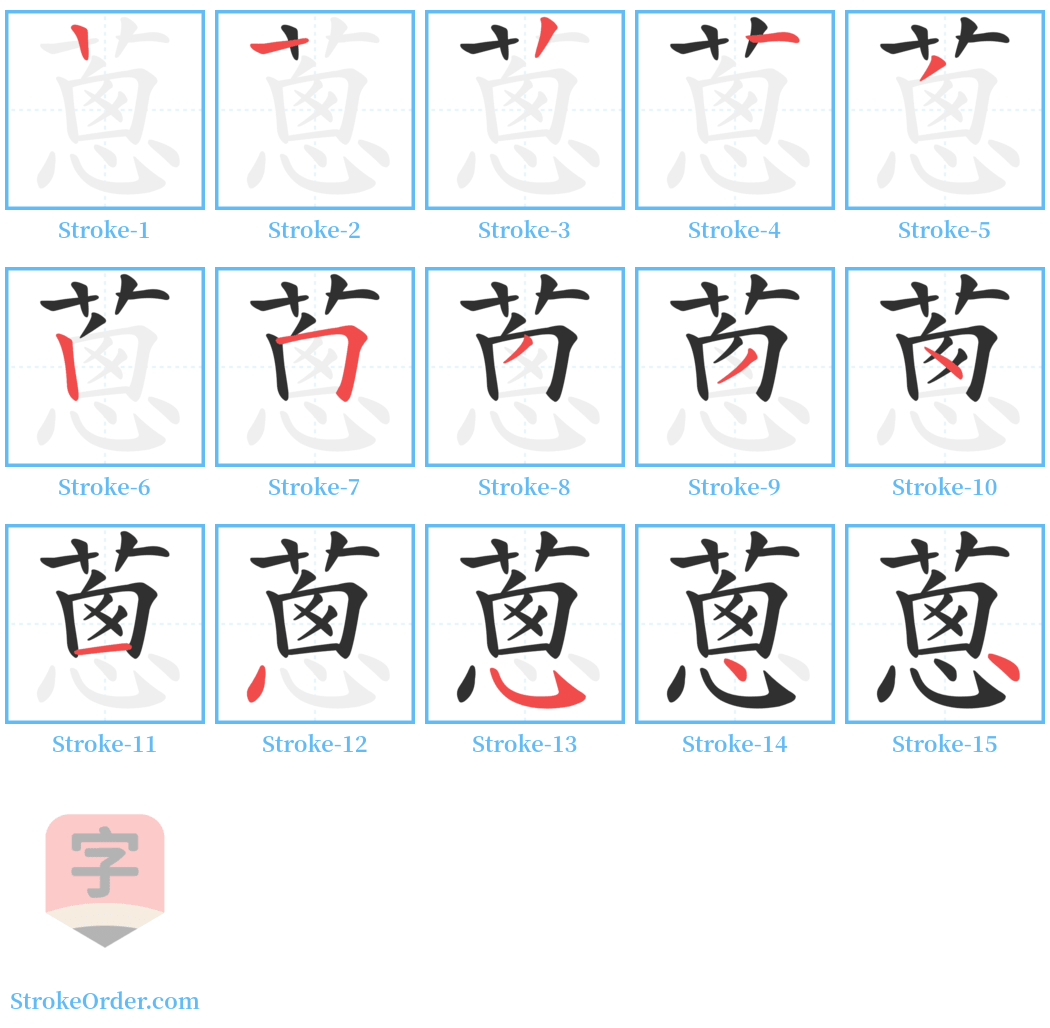 蔥 蔥 蔥 蔥 蔥
Stroke-1 Stroke-2 Stroke-3 Stroke-4 Stroke-5
蔥 蔥 蔥 蔥 蔥
Stroke-6 Stroke-7 Stroke-8 Stroke-9 Stroke-10
蔥 蔥 蔥 蔥 蔥
Stroke-11 Stroke-12 Stroke-13 Stroke-14 Stroke-15
字
StrokeOrder.com